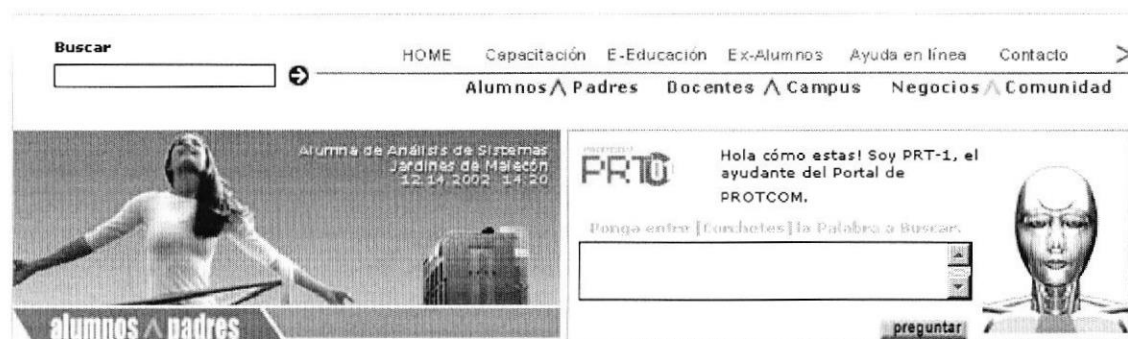 Buscar
HOME Capacitación E-Educación Ex-Alumnos Ayuda en línea Contacto >
Alumnos Λ Padres Docentes Λ Campus Negocios Λ Comunidad
Alumna de Análisis de Sistemas
Jardines de Malecón
12.14.2002 14:20
PRT
Hola cómo estas! Soy PRT-1, el
ayudante del Portal de
PROTCOM.
Ponga entre [Corchetes] la Palabra a Buscar.
preguntar
alumnos Λ padres